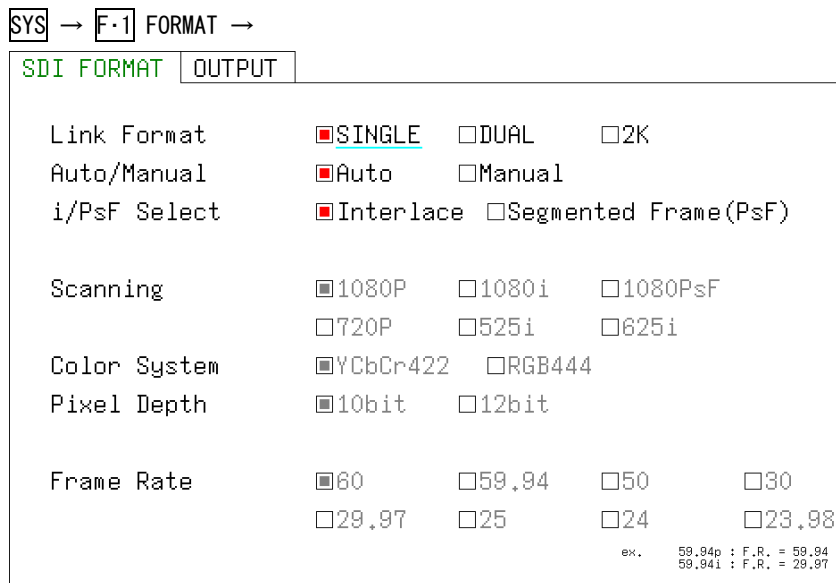 SYS → F・1 FORMAT →
SDI FORMAT OUTPUT
Link Format SINGLE DUAL 2K
Auto/Manual Auto Manual
i/PsF Select Interlace Segmented Frame(PsF)
Scanning 1080P 1080i 1080PsF
720P 525i 625i
Color System YCbCr422 RGB444
Pixel Depth 10bit 12bit
Frame Rate 60 59.94 50 30
29.97 25 24 23.98
ex. 59.94p : F.R. = 59.94
59.94i : F.R. = 29.97